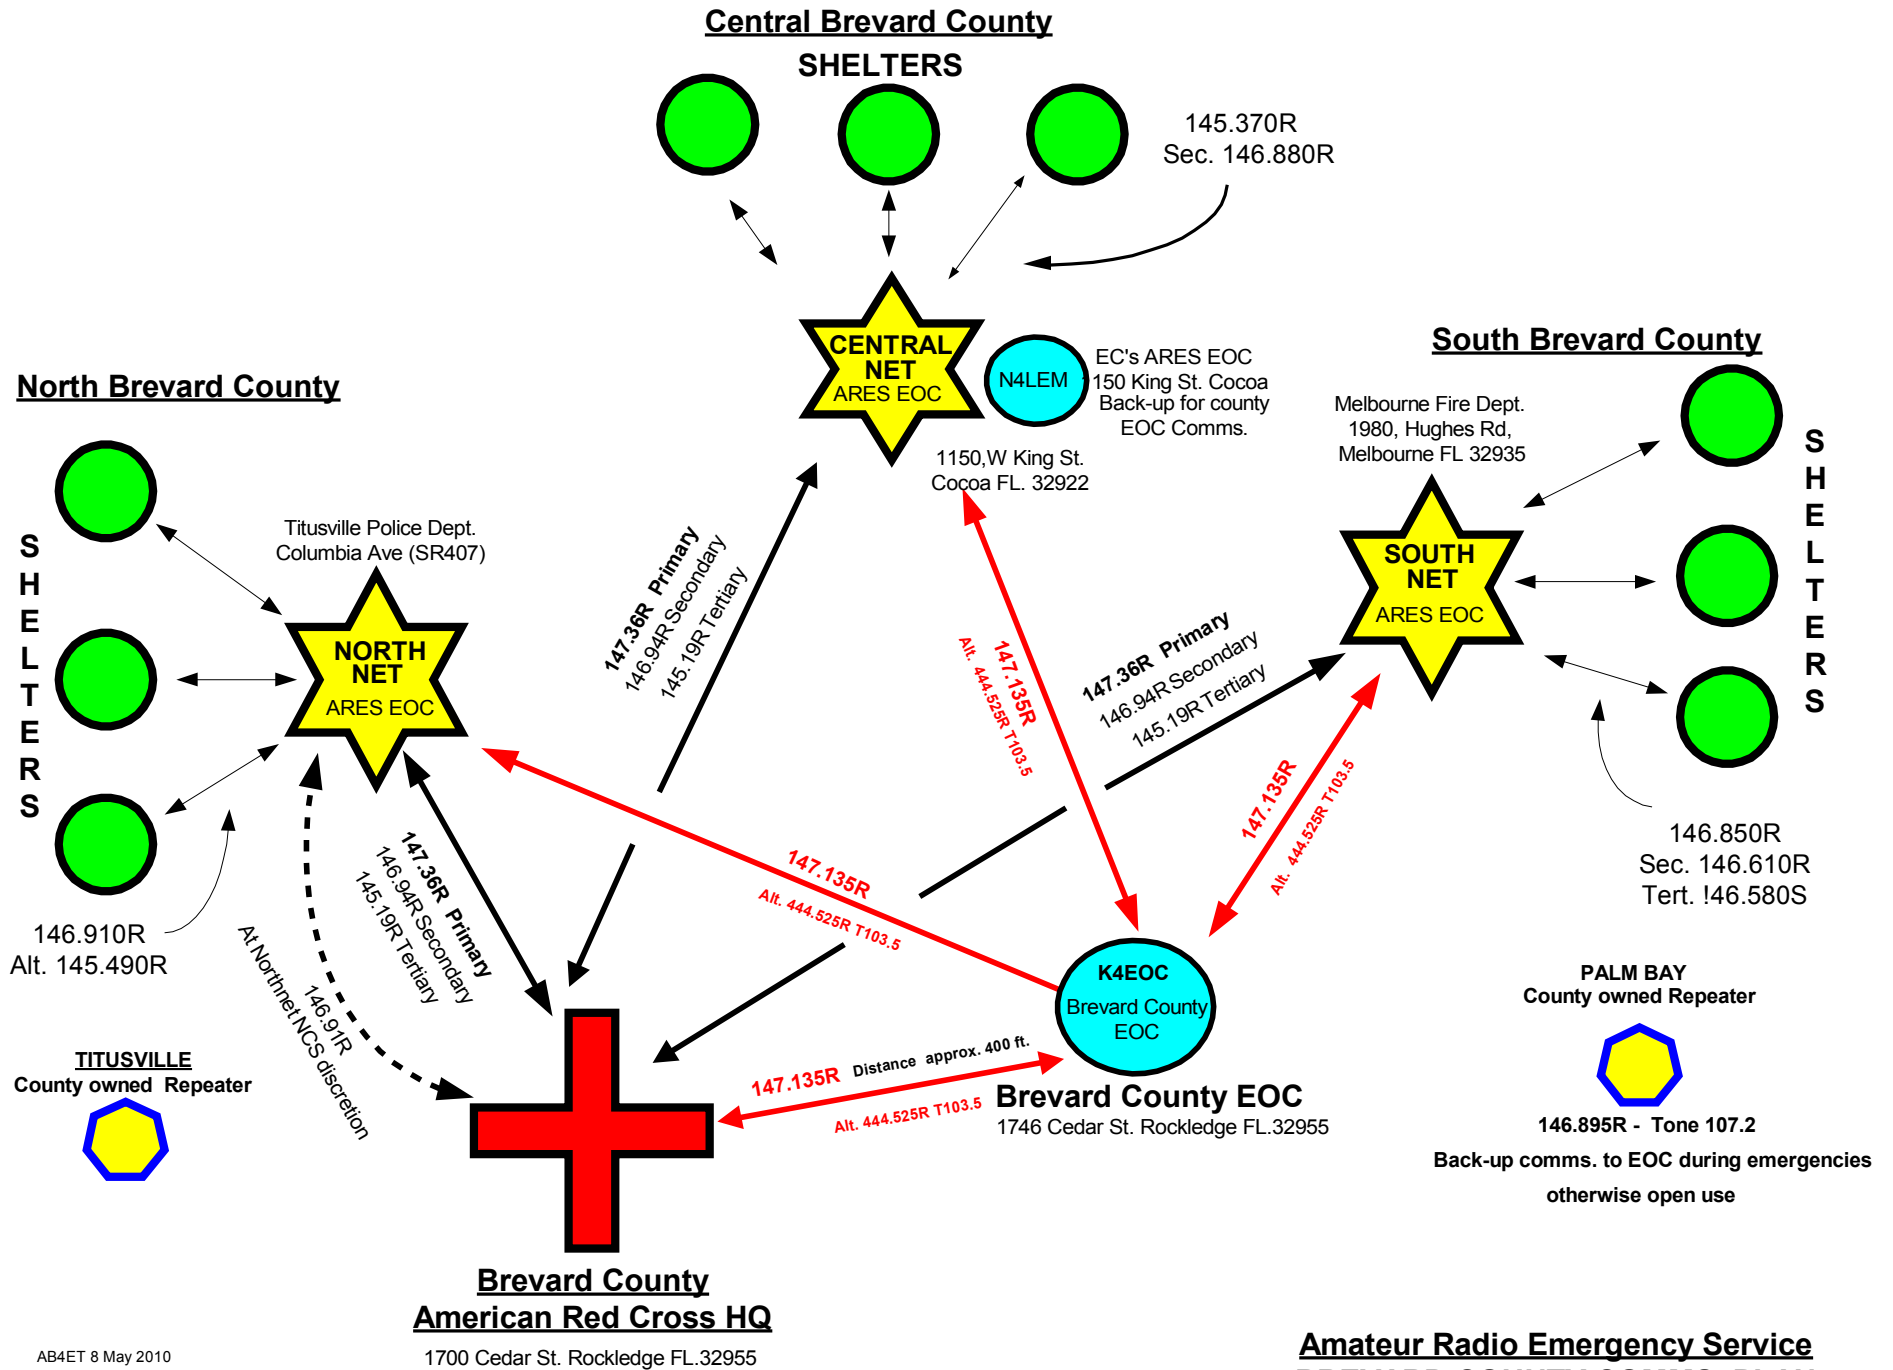 Central Brevard County
SHELTERS
145.370R
Sec. 146.880R
CENTRAL
NET
ARES EOC
N4LEM
EC's ARES EOC
150 King St. Cocoa
Back-up for county
EOC Comms.
1150,W King St.
Cocoa FL. 32922
South Brevard County
Melbourne Fire Dept.
1980, Hughes Rd,
Melbourne FL 32935
SHELTERS
SOUTH
NET
ARES EOC
146.850R
Sec. 146.610R
Tert. !46.580S
North Brevard County
SHELTERS
Titusville Police Dept.
Columbia Ave (SR407)
NORTH
NET
ARES EOC
146.910R
Alt. 145.490R
147.36R Primary
146.94R Secondary
145.19R Tertiary
147.135R
Alt. 444.525R T103.5
147.36R Primary
146.94R Secondary
145.19R Tertiary
147.135R
Alt. 444.525R T103.5
147.36R Primary
146.94R Secondary
145.19R Tertiary
147.135R
Alt. 444.525R T103.5
146.91R
At Northnet NCS discretion
K4EOC
Brevard County
EOC
147.135R Distance approx. 400 ft.
Alt. 444.525R T103.5
Brevard County EOC
1746 Cedar St. Rockledge FL.32955
TITUSVILLE
County owned Repeater
PALM BAY
County owned Repeater
146.895R - Tone 107.2
Back-up comms. to EOC during emergencies
otherwise open use
Brevard County
American Red Cross HQ
1700 Cedar St. Rockledge FL.32955
AB4ET 8 May 2010
Amateur Radio Emergency Service